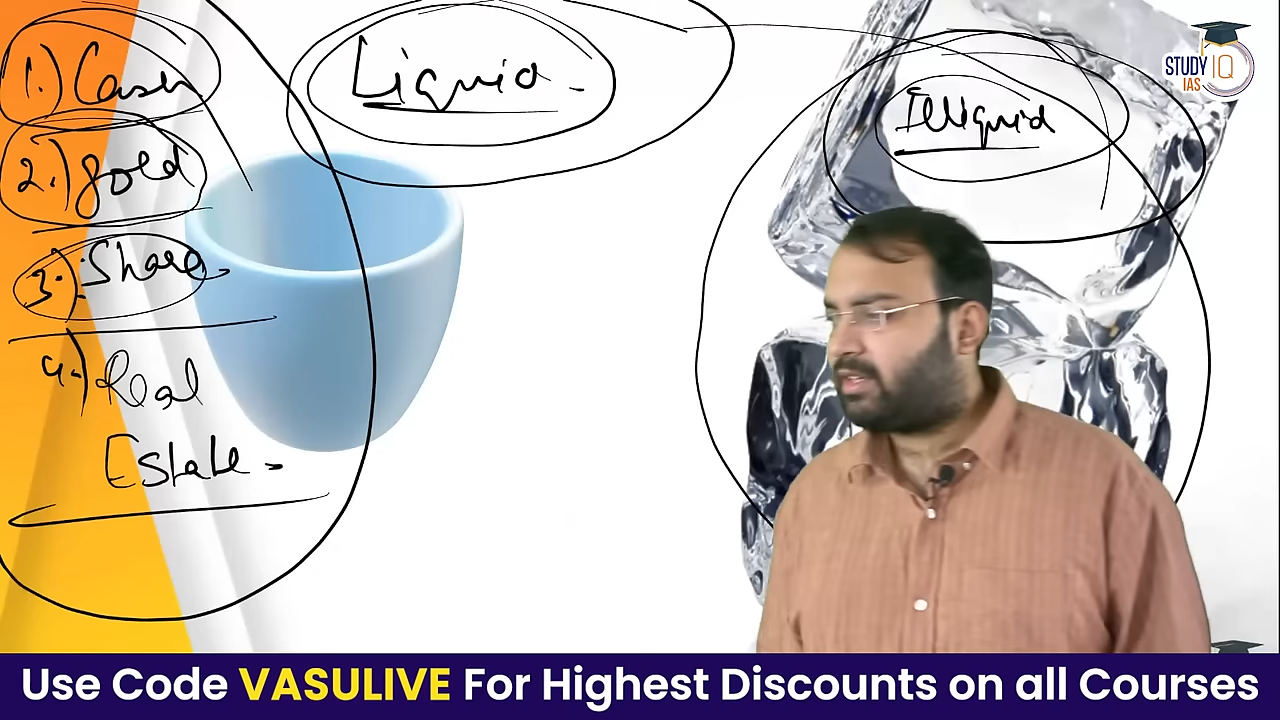 1.) Cash
2.) gold
3. Share
4.) Real
Estate.
Liquid.
Illiquid
STUDY IQ
IAS
Use Code VASULIVE For Highest Discounts on all Courses